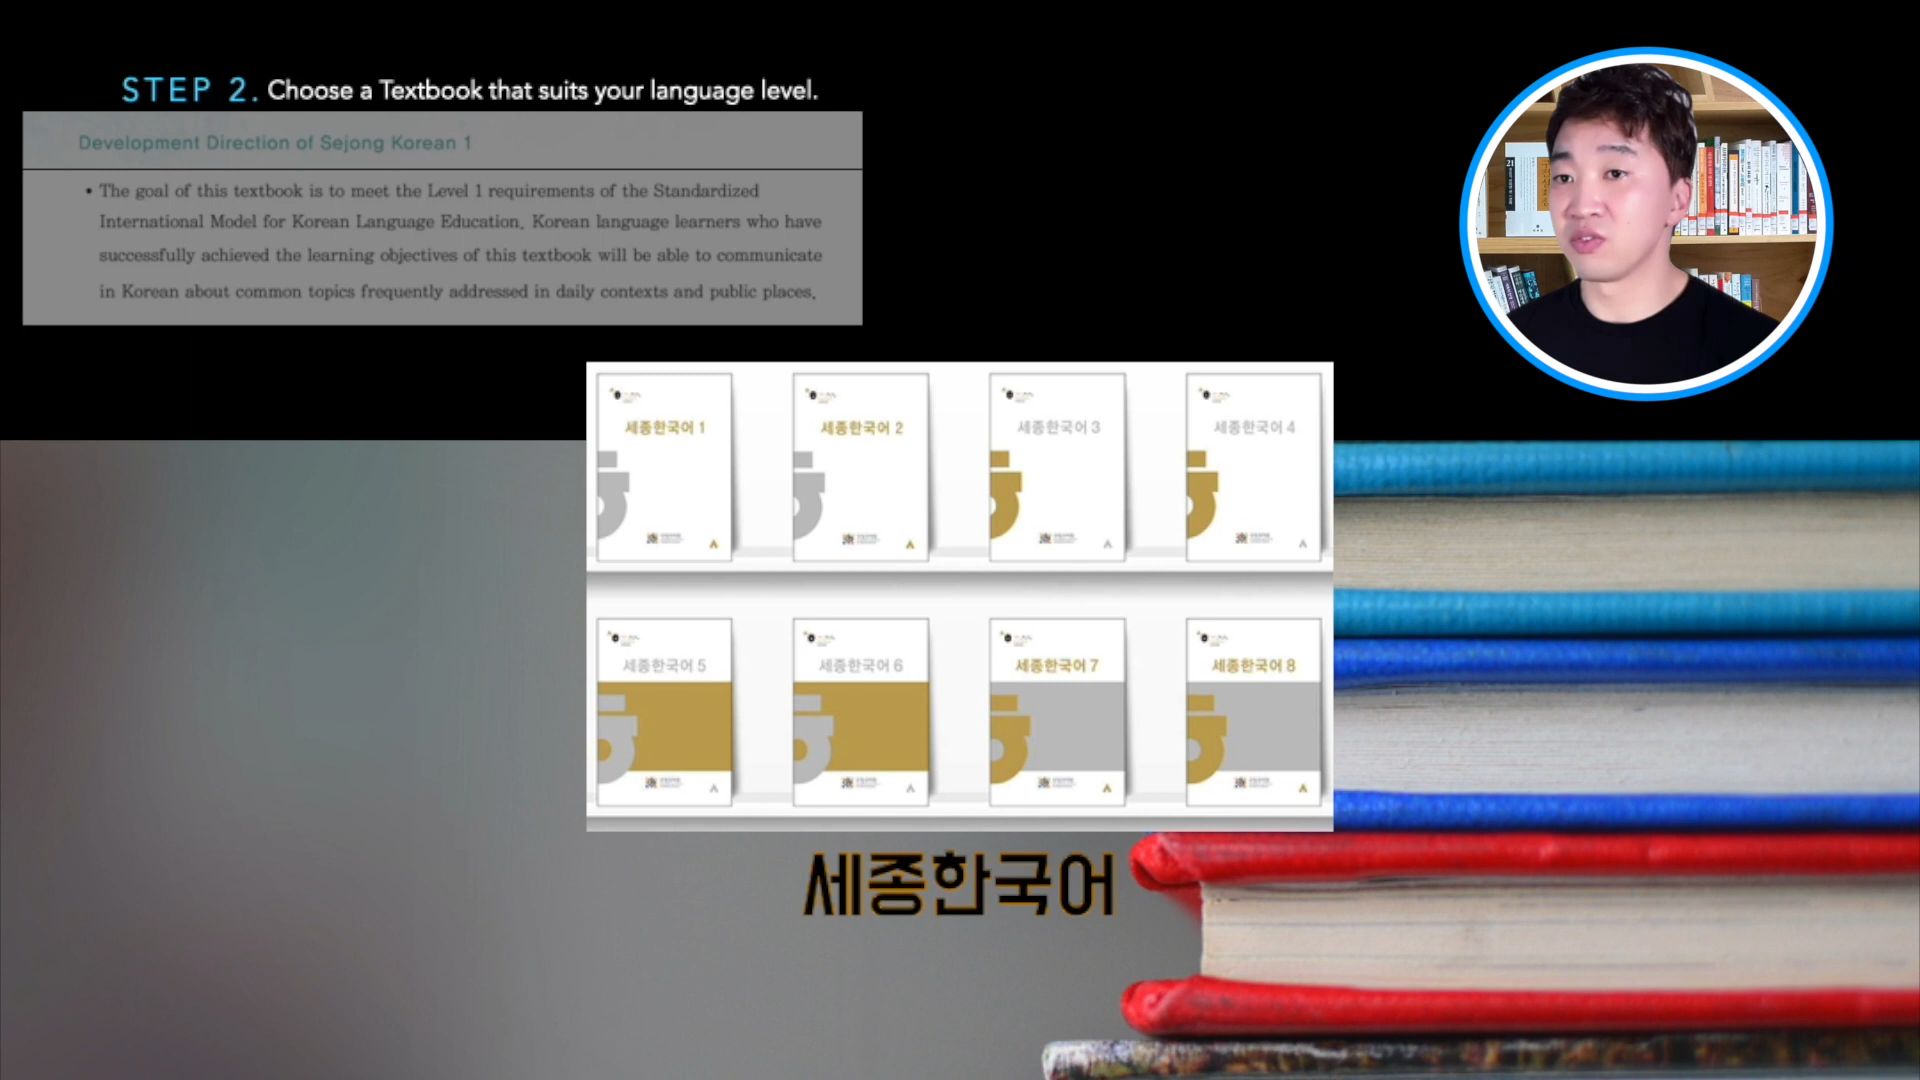 STEP 2. Choose a Textbook that suits your language level.
Development Direction of Sejong Korean 1
• The goal of this textbook is to meet the Level 1 requirements of the Standardized
International Model for Korean Language Education. Korean language learners who have
successfully achieved the learning objectives of this textbook will be able to communicate
in Korean about common topics frequently addressed in daily contexts and public places.
세종한국어 1
세종한국어 2
세종한국어 3
세종한국어 4
세종한국어 5
세종한국어 6
세종한국어 7
세종한국어 8
세종한국어